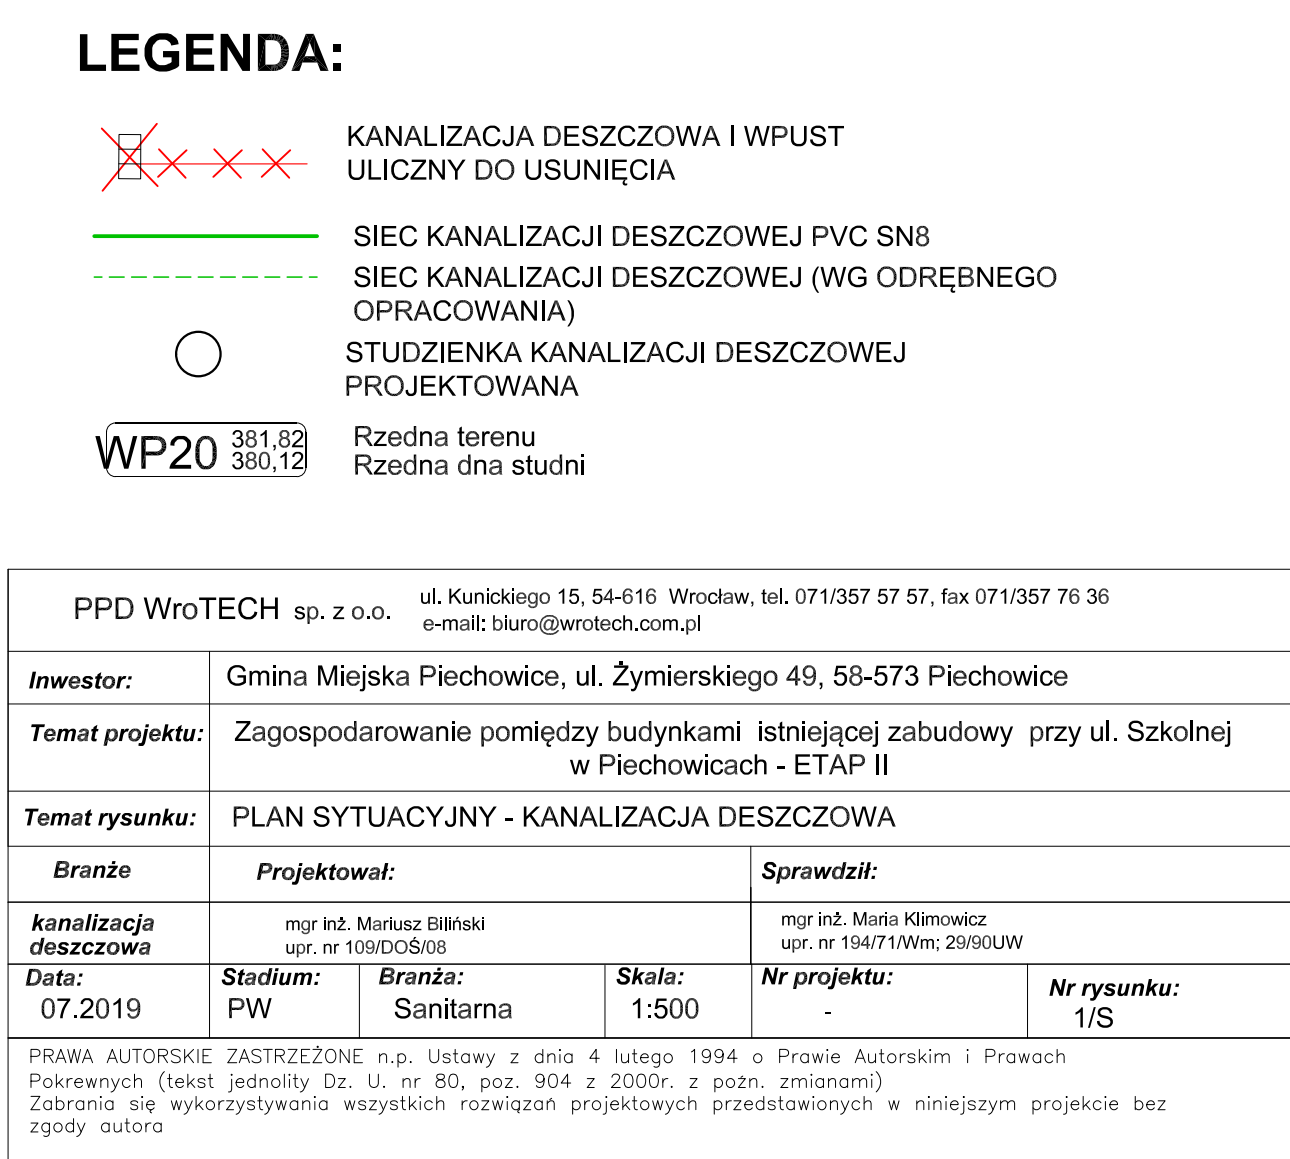 LEGENDA:
KANALIZACJA DESZCZOWA I WPUST
ULICZNY DO USUNIĘCIA
SIEC KANALIZACJI DESZCZOWEJ PVC SN8
SIEC KANALIZACJI DESZCZOWEJ (WG ODRĘBNEGO
OPRACOWANIA)
STUDZIENKA KANALIZACJI DESZCZOWEJ
PROJEKTOWANA
WP20 381,82 Rzedna terenu
380,12 Rzedna dna studni
PPD WroTECH sp. z o.o. ul. Kunickiego 15, 54-616 Wrocław, tel. 071/357 57 57, fax 071/357 76 36
e-mail: biuro@wrotech.com.pl
Inwestor: Gmina Miejska Piechowice, ul. Żymierskiego 49, 58-573 Piechowice
Temat projektu: Zagospodarowanie pomiędzy budynkami istniejącej zabudowy przy ul. Szkolnej
w Piechowicach - ETAP II
Temat rysunku: PLAN SYTUACYJNY - KANALIZACJA DESZCZOWA
Branże Projektował: Sprawdził:
kanalizacja deszczowa
mgr inż. Mariusz Biliński
upr. nr 109/DOŚ/08
mgr inż. Maria Klimowicz
upr. nr 194/71/Wm; 29/90UW
Data: Stadium: Branża: Skala: Nr projektu: Nr rysunku:
07.2019 PW Sanitarna 1:500 - 1/S
PRAWA AUTORSKIE ZASTRZEŻONE n.p. Ustawy z dnia 4 lutego 1994 o Prawie Autorskim i Prawach
Pokrewnych (tekst jednolity Dz. U. nr 80, poz. 904 z 2000r. z poźn. zmianami)
Zabrania się wykorzystywania wszystkich rozwiązań projektowych przedstawionych w niniejszym projekcie bez
zgody autora